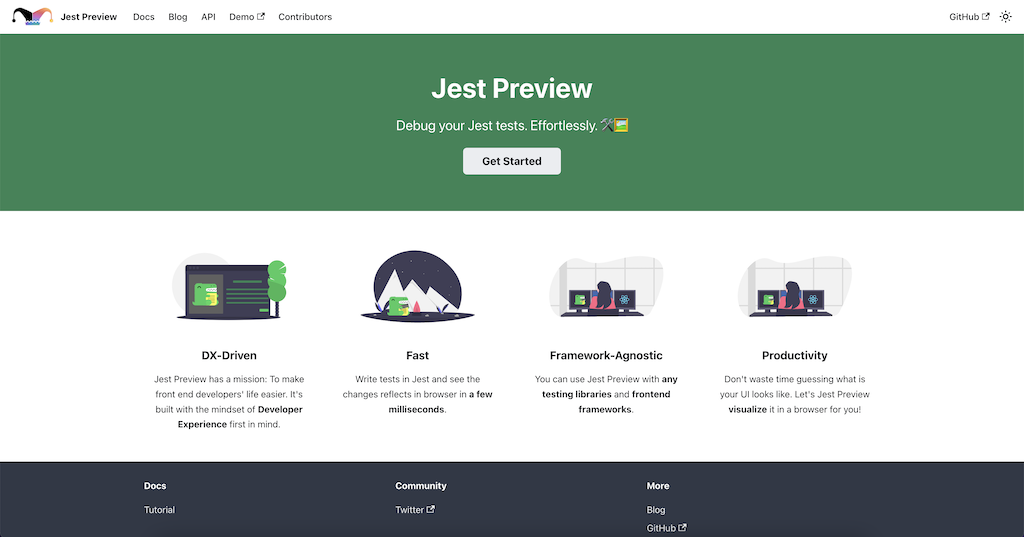 Jest Preview Docs Blog API Demo Contributors GitHub
Jest Preview
Debug your Jest tests. Effortlessly. 🛠️🖼️
Get Started
DX-Driven
Jest Preview has a mission: To make
front end developers' life easier. It's
built with the mindset of Developer
Experience first in mind.
Fast
Write tests in Jest and see the
changes reflects in browser in a few
milliseconds.
Framework-Agnostic
You can use Jest Preview with any
testing libraries and frontend
frameworks.
Productivity
Don't waste time guessing what is
your UI looks like. Let's Jest Preview
visualize it in a browser for you!
Docs
Tutorial
Community
Twitter
More
Blog
GitHub